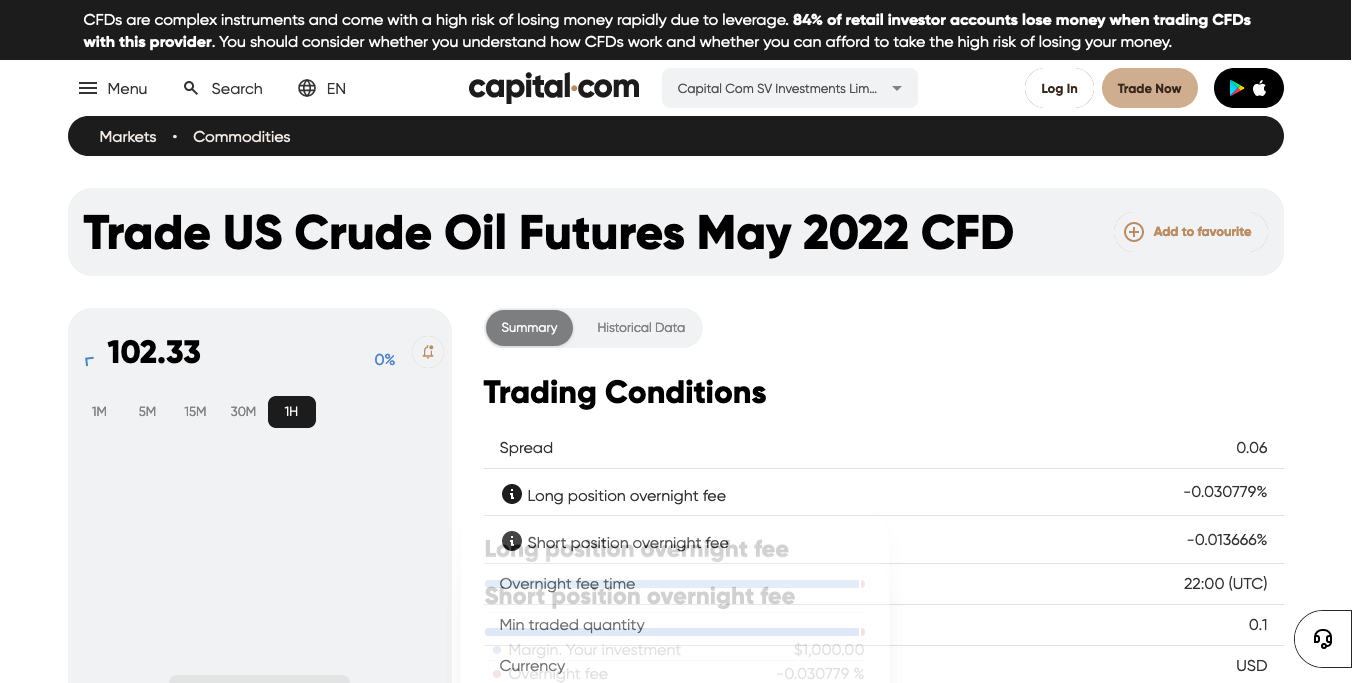 CFDs are complex instruments and come with a high risk of losing money rapidly due to leverage. 84% of retail investor accounts lose money when trading CFDs
with this provider. You should consider whether you understand how CFDs work and whether you can afford to take the high risk of losing your money.
Menu Search EN capital.com Capital Com SV Investments Lim... Log In Trade Now
Markets • Commodities
Trade US Crude Oil Futures May 2022 CFD Add to favourite
102.33 0%
1M 5M 15M 30M 1H
Summary Historical Data
Trading Conditions
Spread 0.06
Long position overnight fee -0.030779%
Short position overnight fee -0.013666%
Long position overnight fee
Overnight fee time 22:00 (UTC)
Short position overnight fee
Min traded quantity 0.1
Margin. Your investment $1,000.00
Currency USD
Overnight fee -0.030779 %